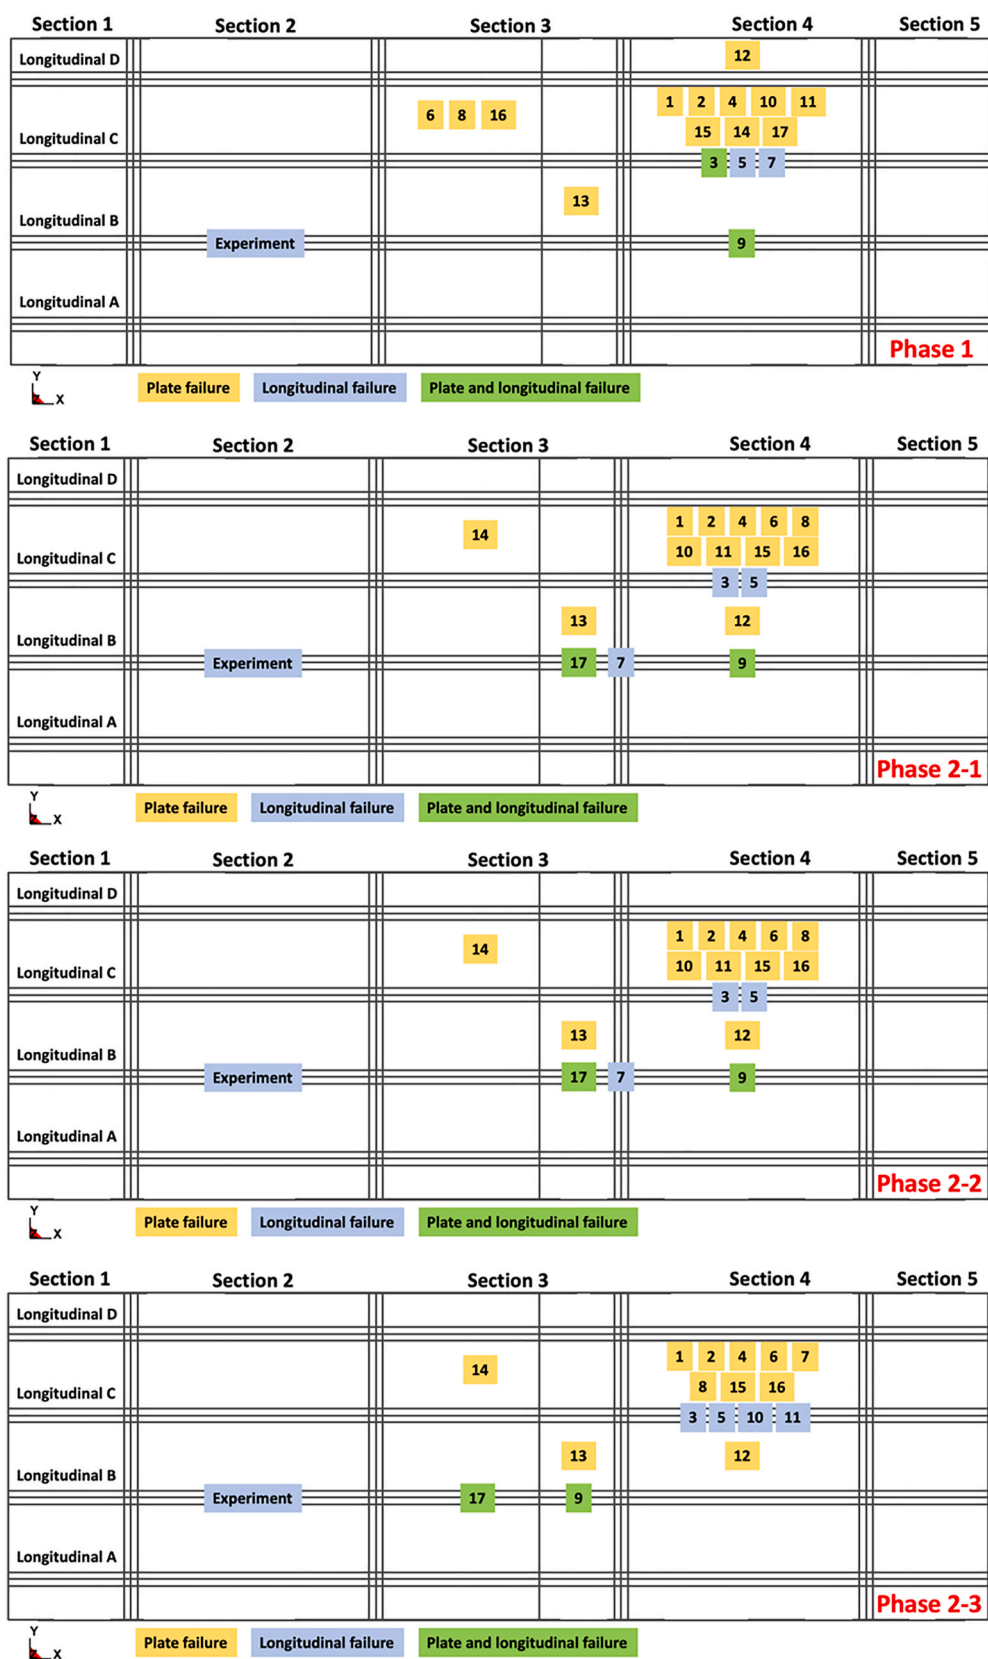 Section 1 Section 2 Section 3 Section 4 Section 5
Longitudinal D 12
1 2 4 10 11
6 8 16
Longitudinal C 15 14 17
3 5 7
13
Longitudinal B
Experiment 9
Longitudinal A
Phase 1
Y
Z X
Plate failure Longitudinal failure Plate and longitudinal failure
Section 1 Section 2 Section 3 Section 4 Section 5
Longitudinal D
1 2 4 6 8
14
Longitudinal C 10 11 15 16
3 5
13 12
Longitudinal B
Experiment 17 7 9
Longitudinal A
Phase 2-1
Y
Z X
Plate failure Longitudinal failure Plate and longitudinal failure
Section 1 Section 2 Section 3 Section 4 Section 5
Longitudinal D
1 2 4 6 8
14
Longitudinal C 10 11 15 16
3 5
13 12
Longitudinal B
Experiment 17 7 9
Longitudinal A
Phase 2-2
Y
Z X
Plate failure Longitudinal failure Plate and longitudinal failure
Section 1 Section 2 Section 3 Section 4 Section 5
Longitudinal D
1 2 4 6 7
14
Longitudinal C 8 15 16
3 5 10 11
13 12
Longitudinal B
Experiment 17 9
Longitudinal A
Phase 2-3
Y
Z X
Plate failure Longitudinal failure Plate and longitudinal failure